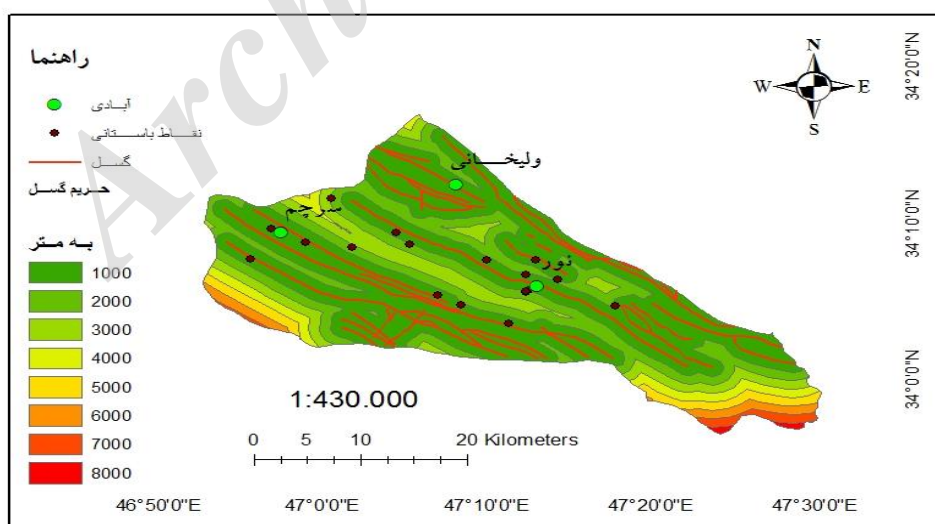 Arch
راهنما
آبادی
نقاط باستانی
گسل
حریم گسل
به متر
1000
2000
3000
4000
5000
6000
7000
8000
N
W
E
S
ولیخانی
سرچم
نور
1:430.000
0 5 10 20 Kilometers
46°50'0"E 47°0'0"E 47°10'0"E 47°20'0"E 47°30'0"E
34°20'0"N
34°10'0"N
34°0'0"N